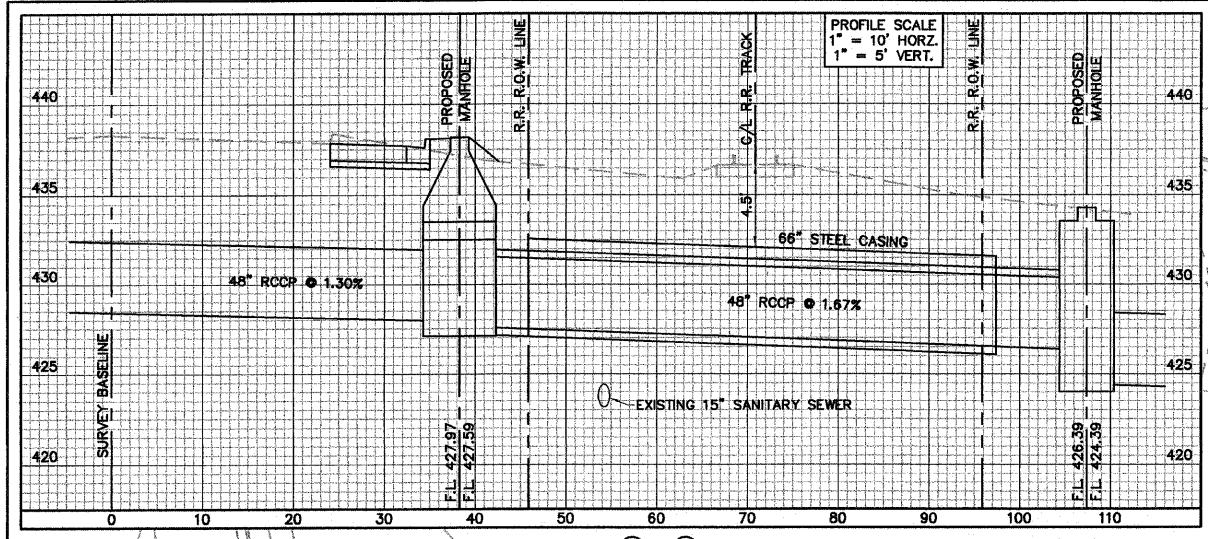 PROFILE SCALE
1" = 10' HORZ.
1" = 5' VERT.
PROPOSED
MANHOLE
R.R. R.O.W. LINE
C/L R.R. TRACK
R.R. R.O.W. LINE
PROPOSED
MANHOLE
440
440
435
435
4.5'
66" STEEL CASING
430
48" RCCP @ 1.30%
48" RCCP @ 1.67%
430
SURVEY BASELINE
425
425
EXISTING 15" SANITARY SEWER
420
F.L. 427.97
F.L. 427.59
F.L. 426.39
F.L. 424.39
420
0 10 20 30 40 50 60 70 80 90 100 110